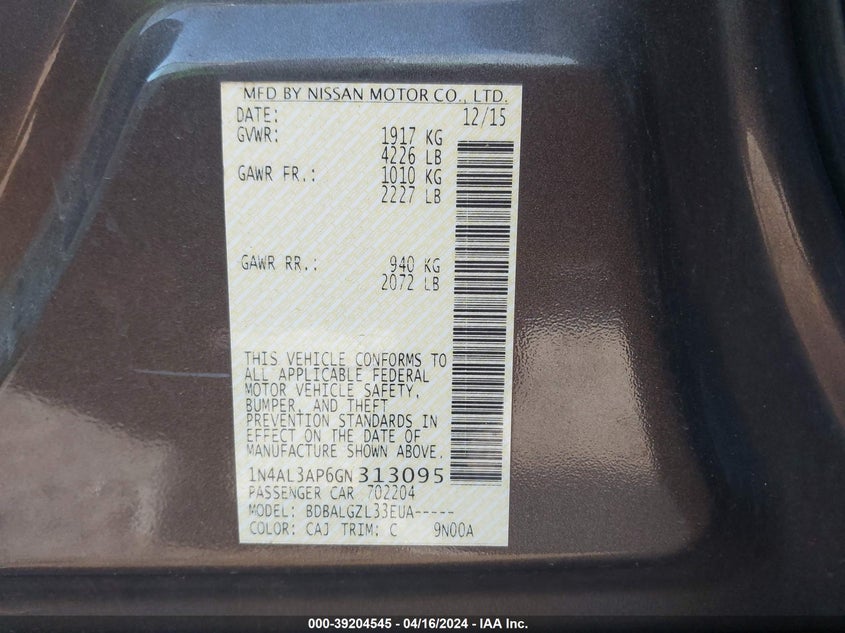 MFD BY NISSAN MOTOR CO., LTD.
DATE: 12/15
GVWR: 1917 KG
4226 LB
GAWR FR.: 1010 KG
2227 LB
GAWR RR.: 940 KG
2072 LB
THIS VEHICLE CONFORMS TO
ALL APPLICABLE FEDERAL
MOTOR VEHICLE SAFETY,
BUMPER, AND THEFT
PREVENTION STANDARDS IN
EFFECT ON THE DATE OF
MANUFACTURE SHOWN ABOVE.
1N4AL3AP6GN313095
PASSENGER CAR 702204
MODEL: BDBALGZL33EUA-----
COLOR: CAJ TRIM: C 9N00A
000-39204545 - 04/16/2024 - IAA Inc.